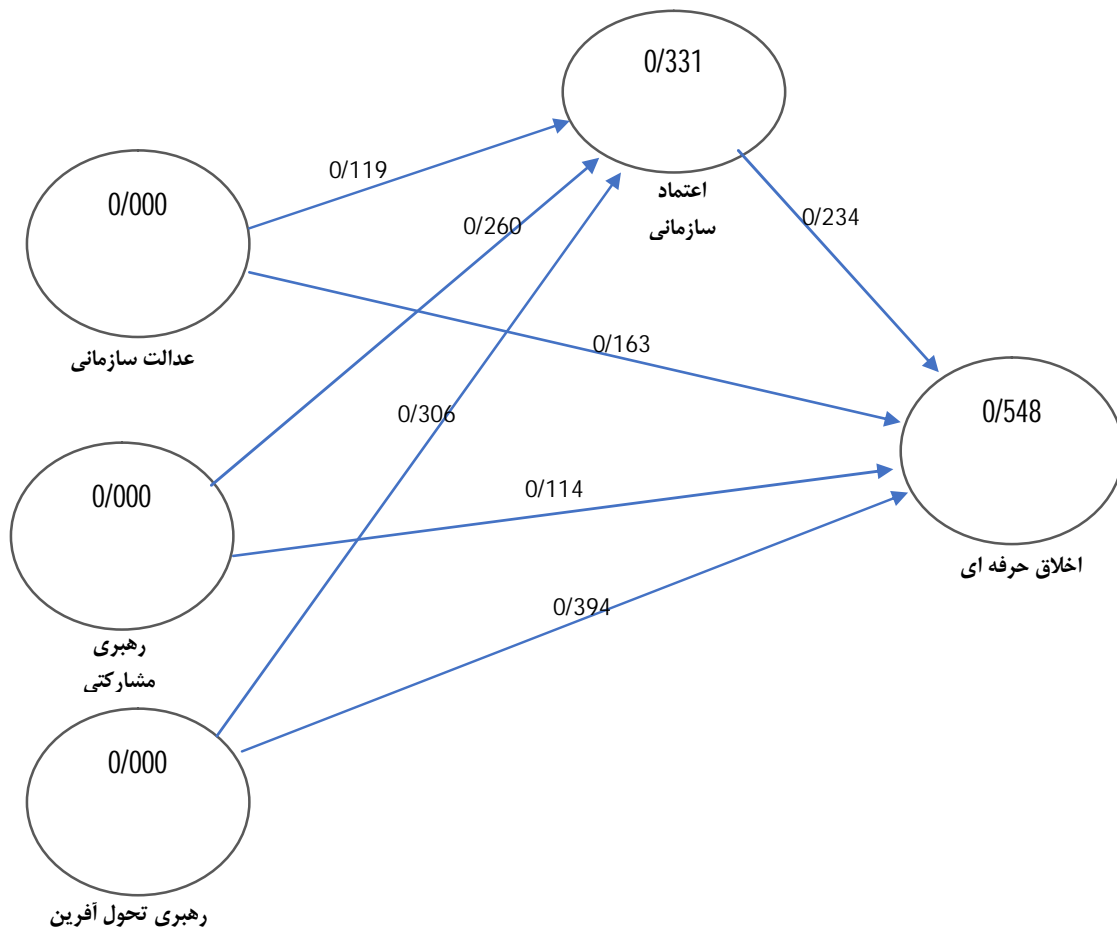 0/331
اعتماد
سازمانی
0/119
0/000
عدالت سازمانی
0/260
0/234
0/163
0/548
اخلاق حرفه ای
0/306
0/000
رهبری
مشارکتی
0/114
0/394
0/000
رهبری تحول آفرین